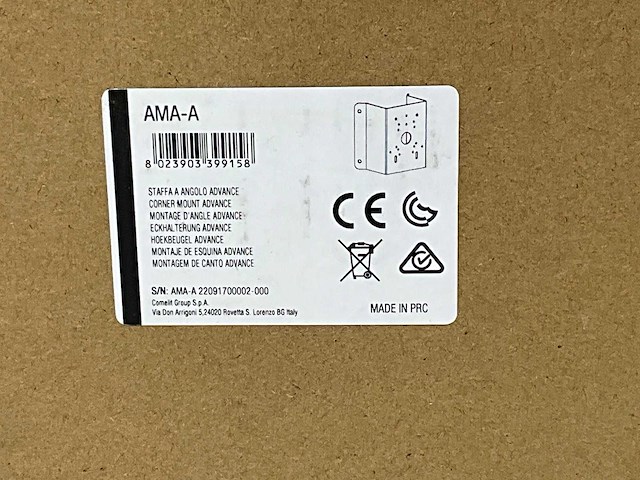 AMA-A
8 023903 399158
STAFFA A ANGOLO ADVANCE
CORNER MOUNT ADVANCE
MONTAGE D'ANGLE ADVANCE
ECKHALTERUNG ADVANCE
HOEKBEUGEL ADVANCE
MONTAJE DE ESQUINA ADVANCE
MONTAGEM DE CANTO ADVANCE
S/N: AMA-A 22091700002-000
Comelit Group S.p.A.
Via Don Arrigoni 5,24020 Rovetta S. Lorenzo BG Italy
CE
MADE IN PRC